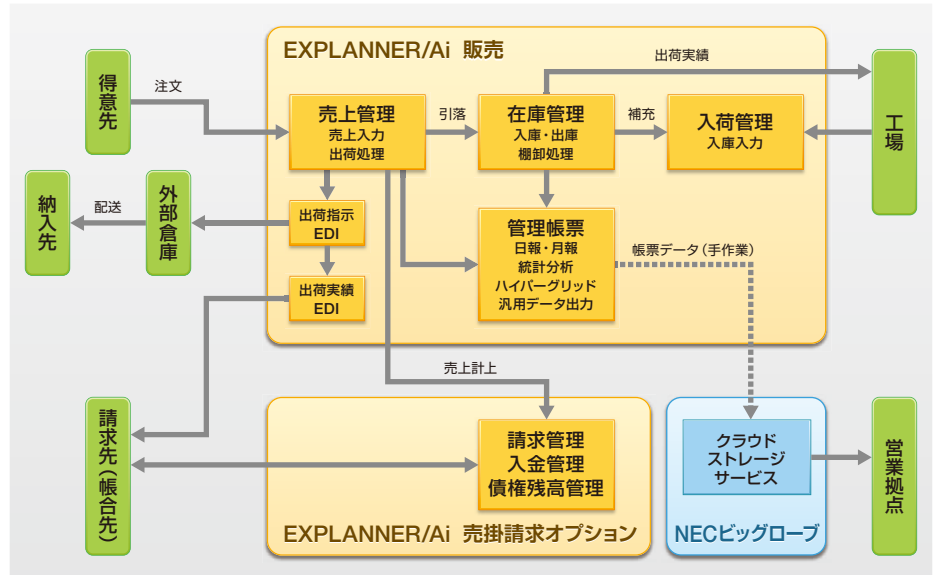 EXPLANNER/Ai 販売
得意先
注文
売上管理
売上入力
出荷処理
引落
在庫管理
入庫・出庫
棚卸処理
補充
入荷管理
入庫入力
出荷実績
工場
納入先
配送
外部倉庫
出荷指示
EDI
出荷実績
EDI
管理帳票
日報・月報
統計分析
ハイパーグリッド
汎用データ出力
帳票データ（手作業）
売上計上
請求先（帳合先）
請求管理
入金管理
債権残高管理
EXPLANNER/Ai 売掛請求オプション
クラウド
ストレージ
サービス
NECビッグローブ
営業拠点